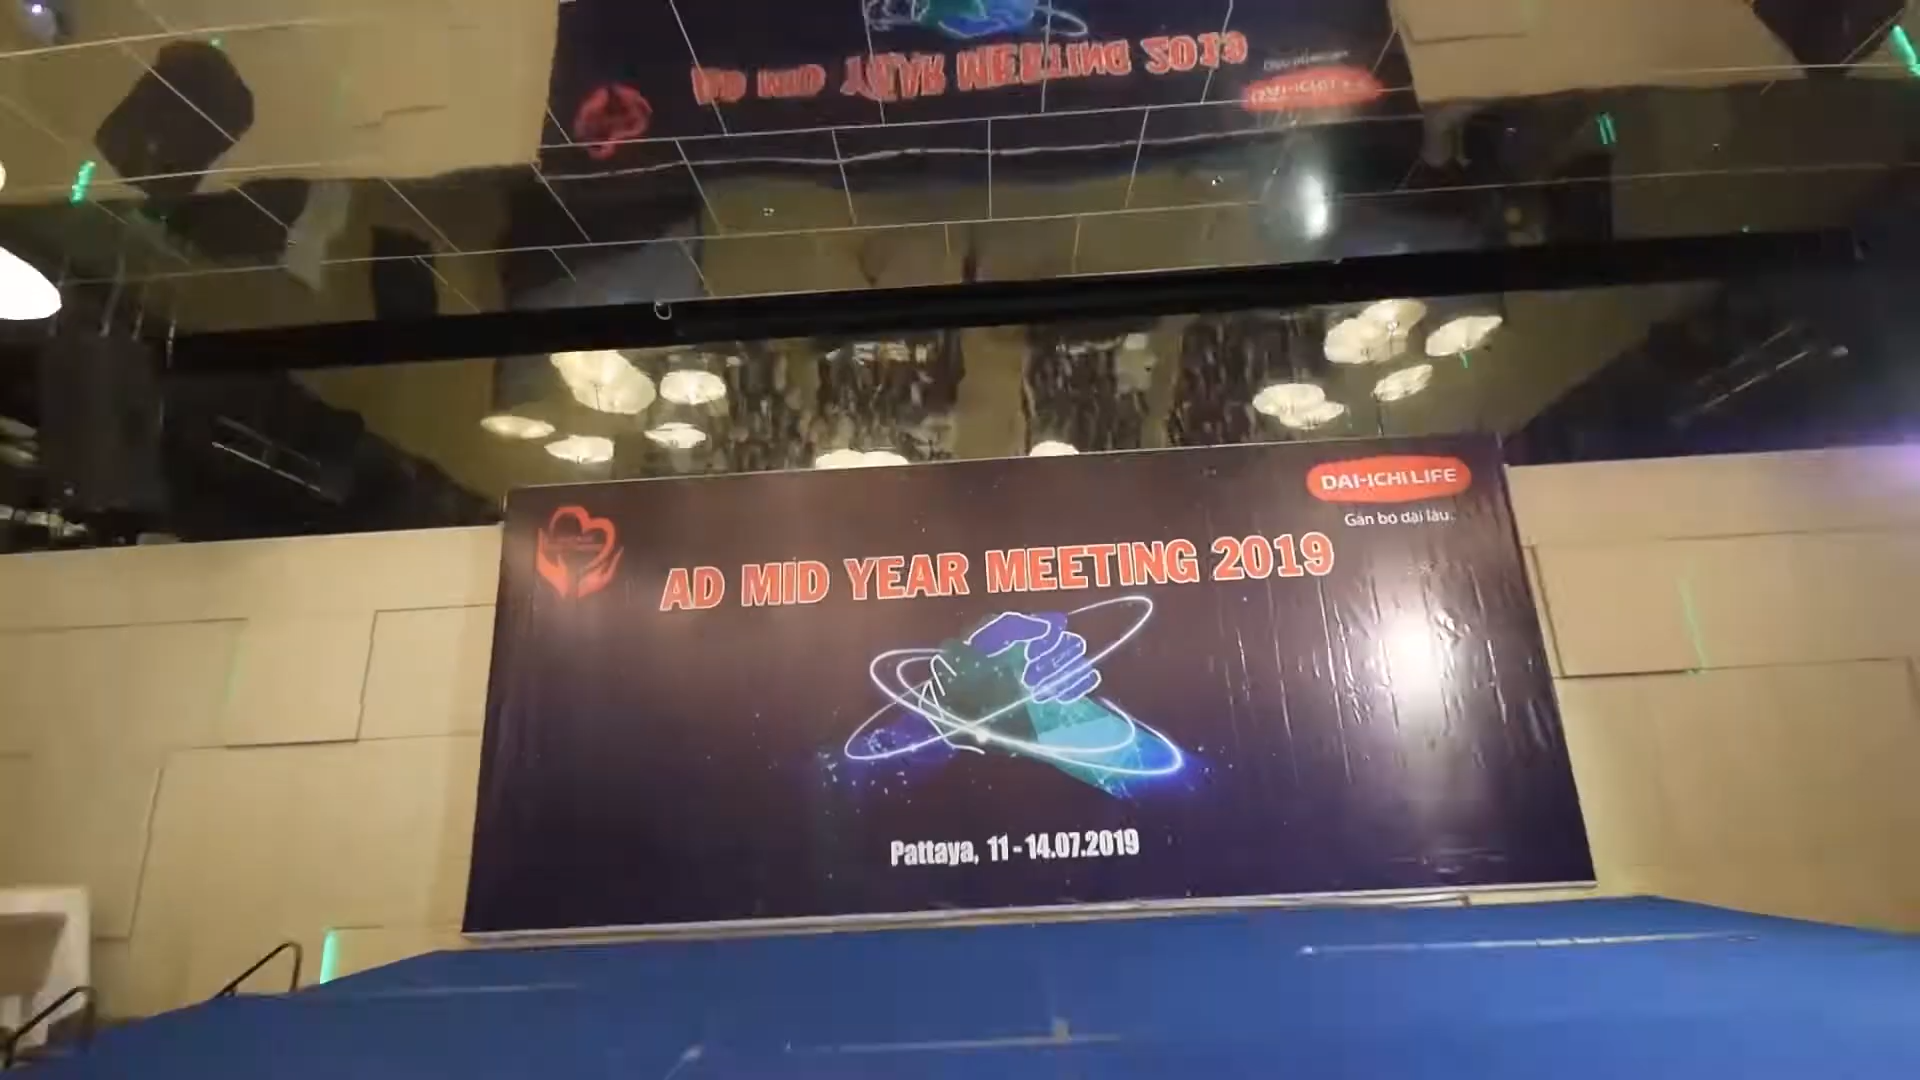 DAI-ICHI LIFE
Gắn bó dài lâu.
AD MID YEAR MEETING 2019
Pattaya, 11 - 14.07.2019